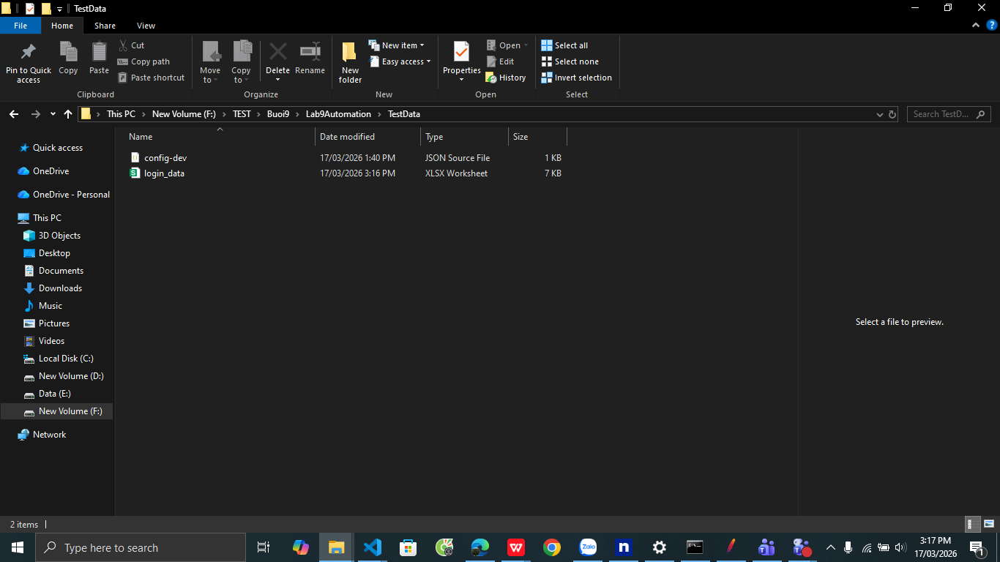 TestData
File Home Share View
Pin to Quick access
Copy
Paste
Cut
Copy path
Paste shortcut
Clipboard
Move to
Copy to
Delete
Rename
Organize
New folder
New item
Easy access
New
Properties
Open
Edit
History
Open
Select all
Select none
Invert selection
Select
This PC New Volume (F:) TEST Buoi9 Lab9Automation TestData
Search TestD...
Name Date modified Type Size
config-dev 17/03/2026 1:40 PM JSON Source File 1 KB
login_data 17/03/2026 3:16 PM XLSX Worksheet 7 KB
Quick access
OneDrive
OneDrive - Personal
This PC
3D Objects
Desktop
Documents
Downloads
Music
Pictures
Videos
Local Disk (C:)
New Volume (D:)
Data (E:)
New Volume (F:)
Network
Select a file to preview.
2 items
Type here to search
Zalo
3:17 PM
17/03/2026
1